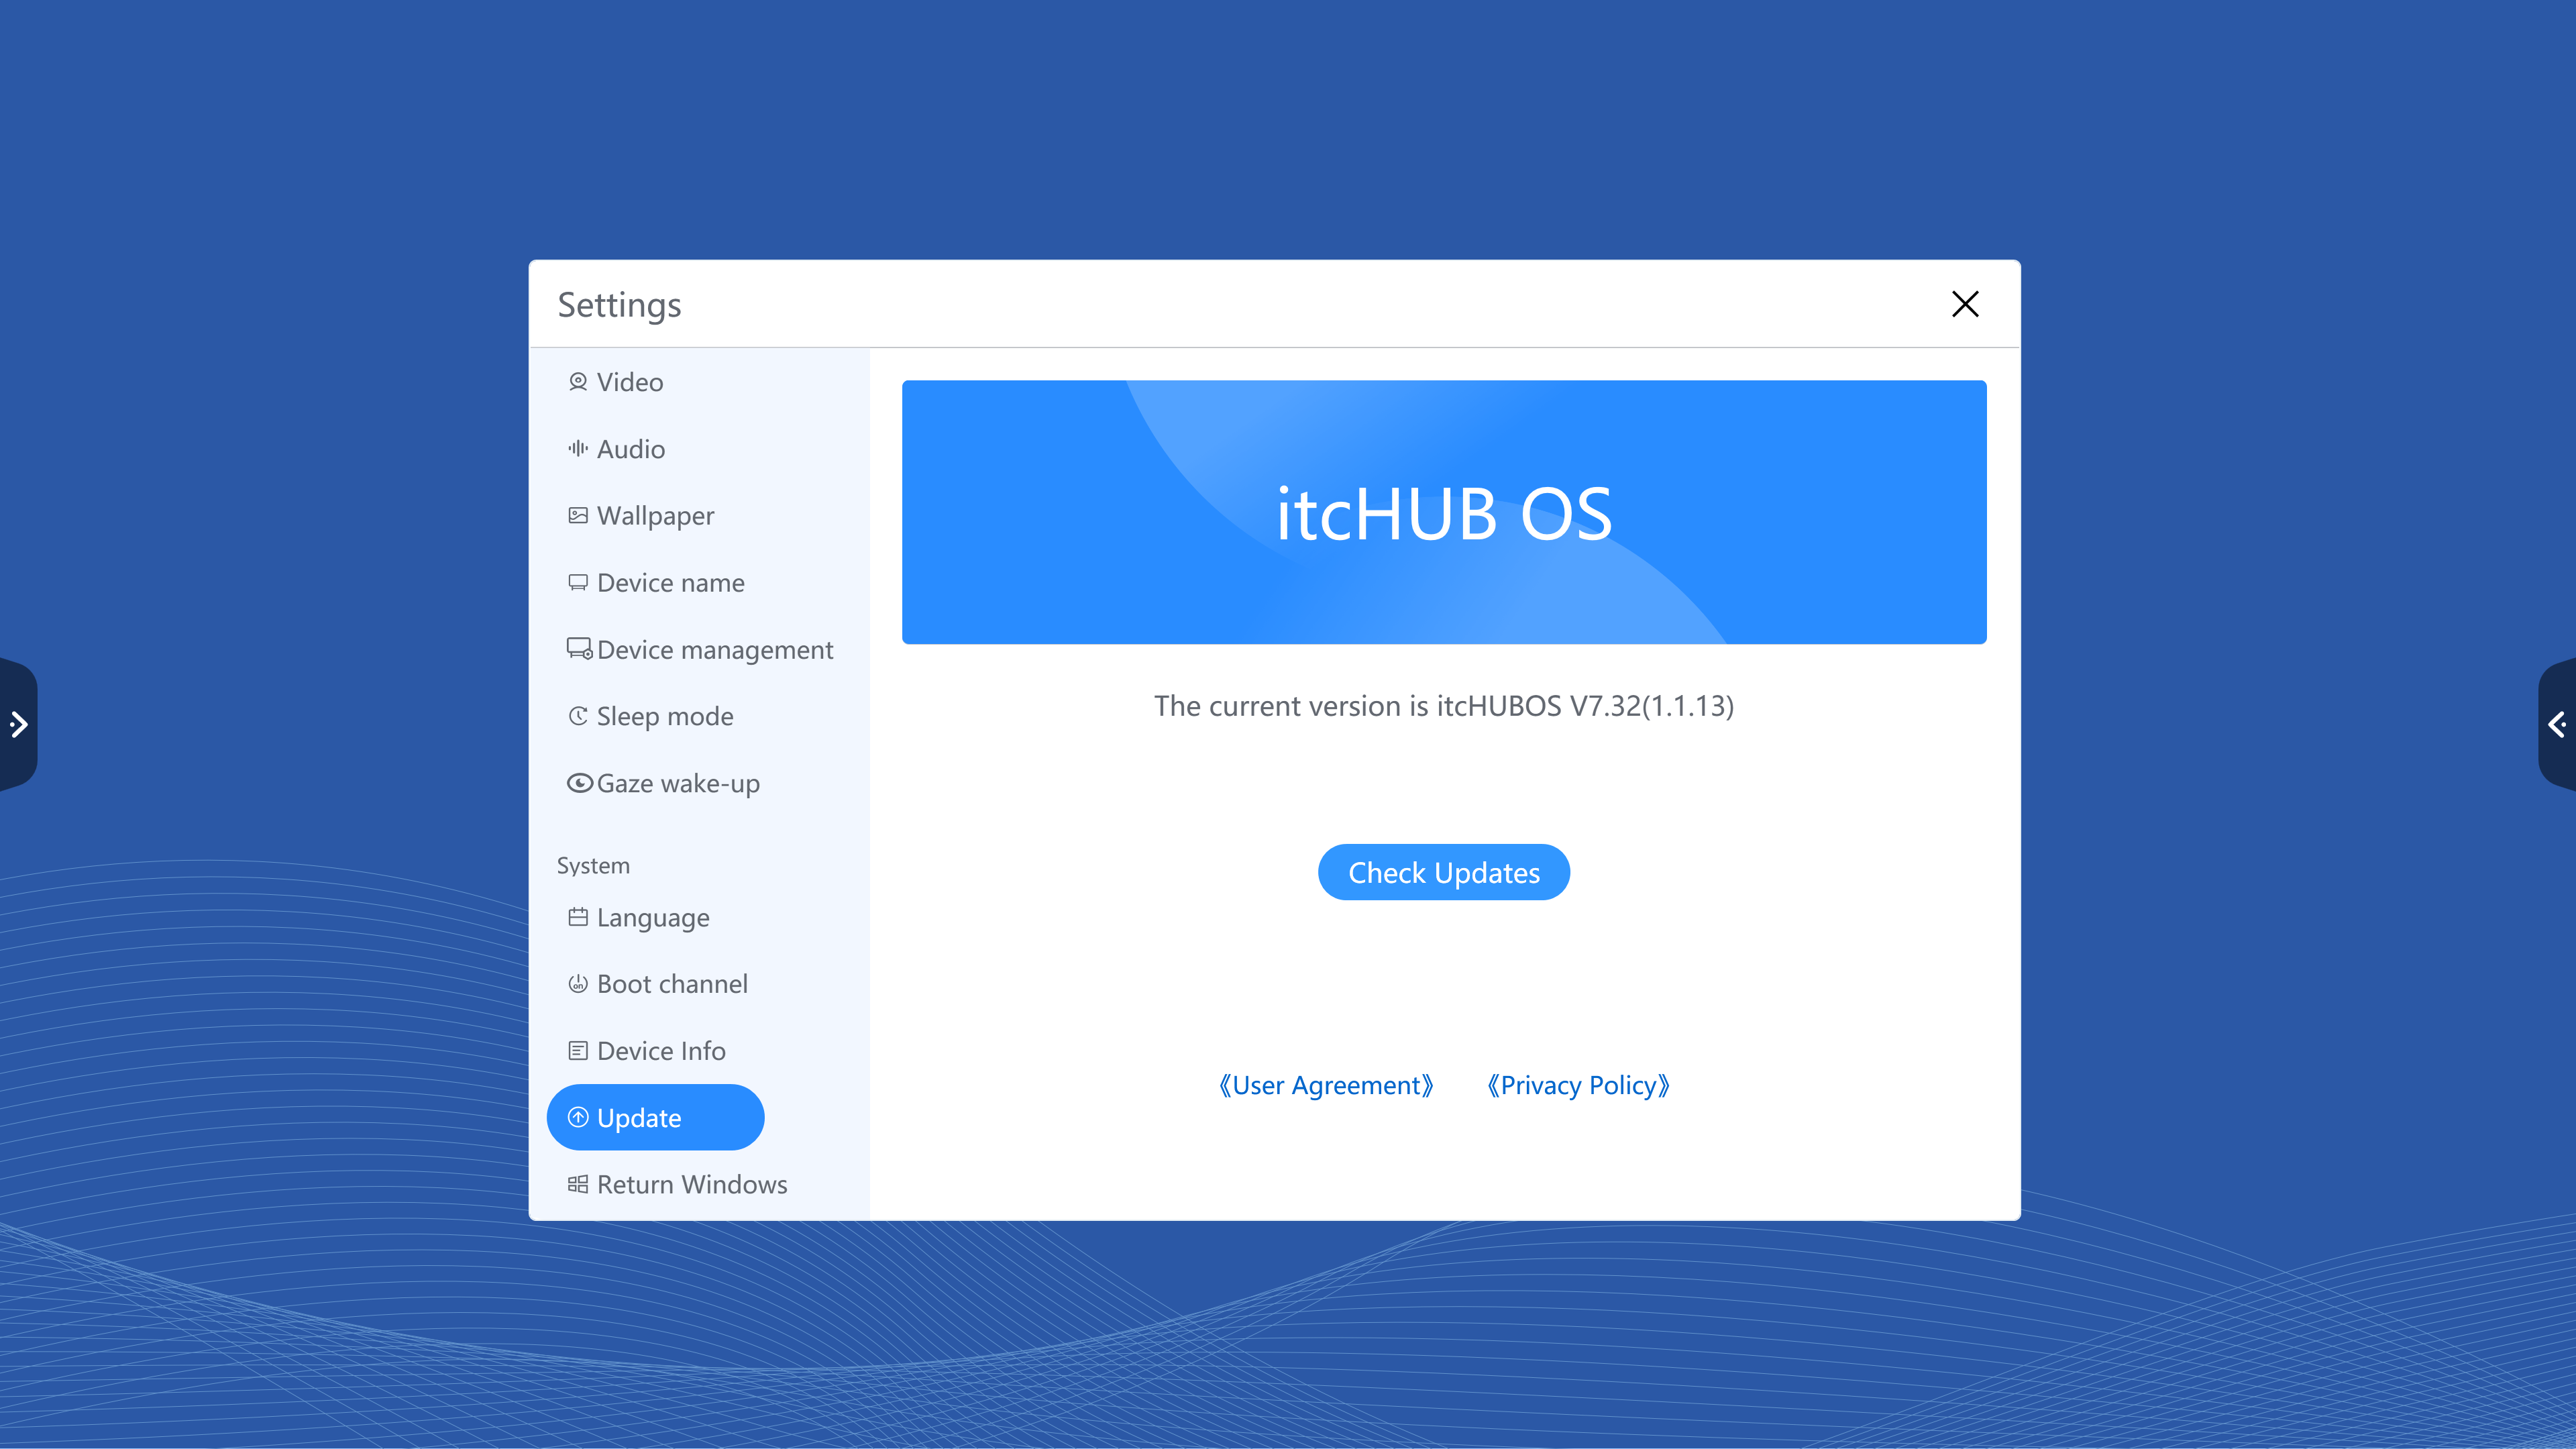 Settings
Video
Audio
Wallpaper
Device name
Device management
Sleep mode
Gaze wake-up
System
Language
Boot channel
Device Info
Update
Return Windows
itcHUB OS
The current version is itcHUBOS V7.32(1.1.13)
Check Updates
《User Agreement》 《Privacy Policy》